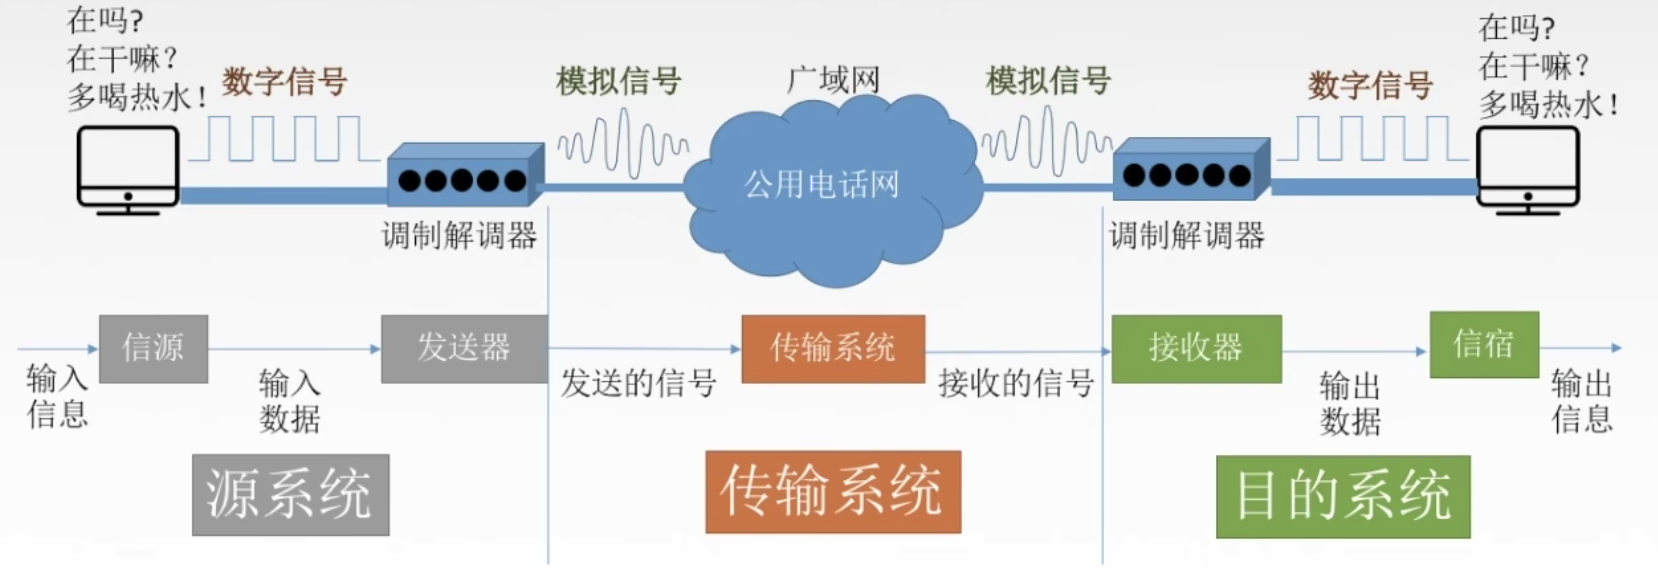 在吗?
在干嘛?
多喝热水!
数字信号
模拟信号
广域网
模拟信号
数字信号
在吗?
在干嘛?
多喝热水!
公用电话网
调制解调器
调制解调器
信源
发送器
传输系统
接收器
信宿
输入
信息
输入
数据
发送的信号
接收的信号
输出
数据
输出
信息
源系统
传输系统
目的系统